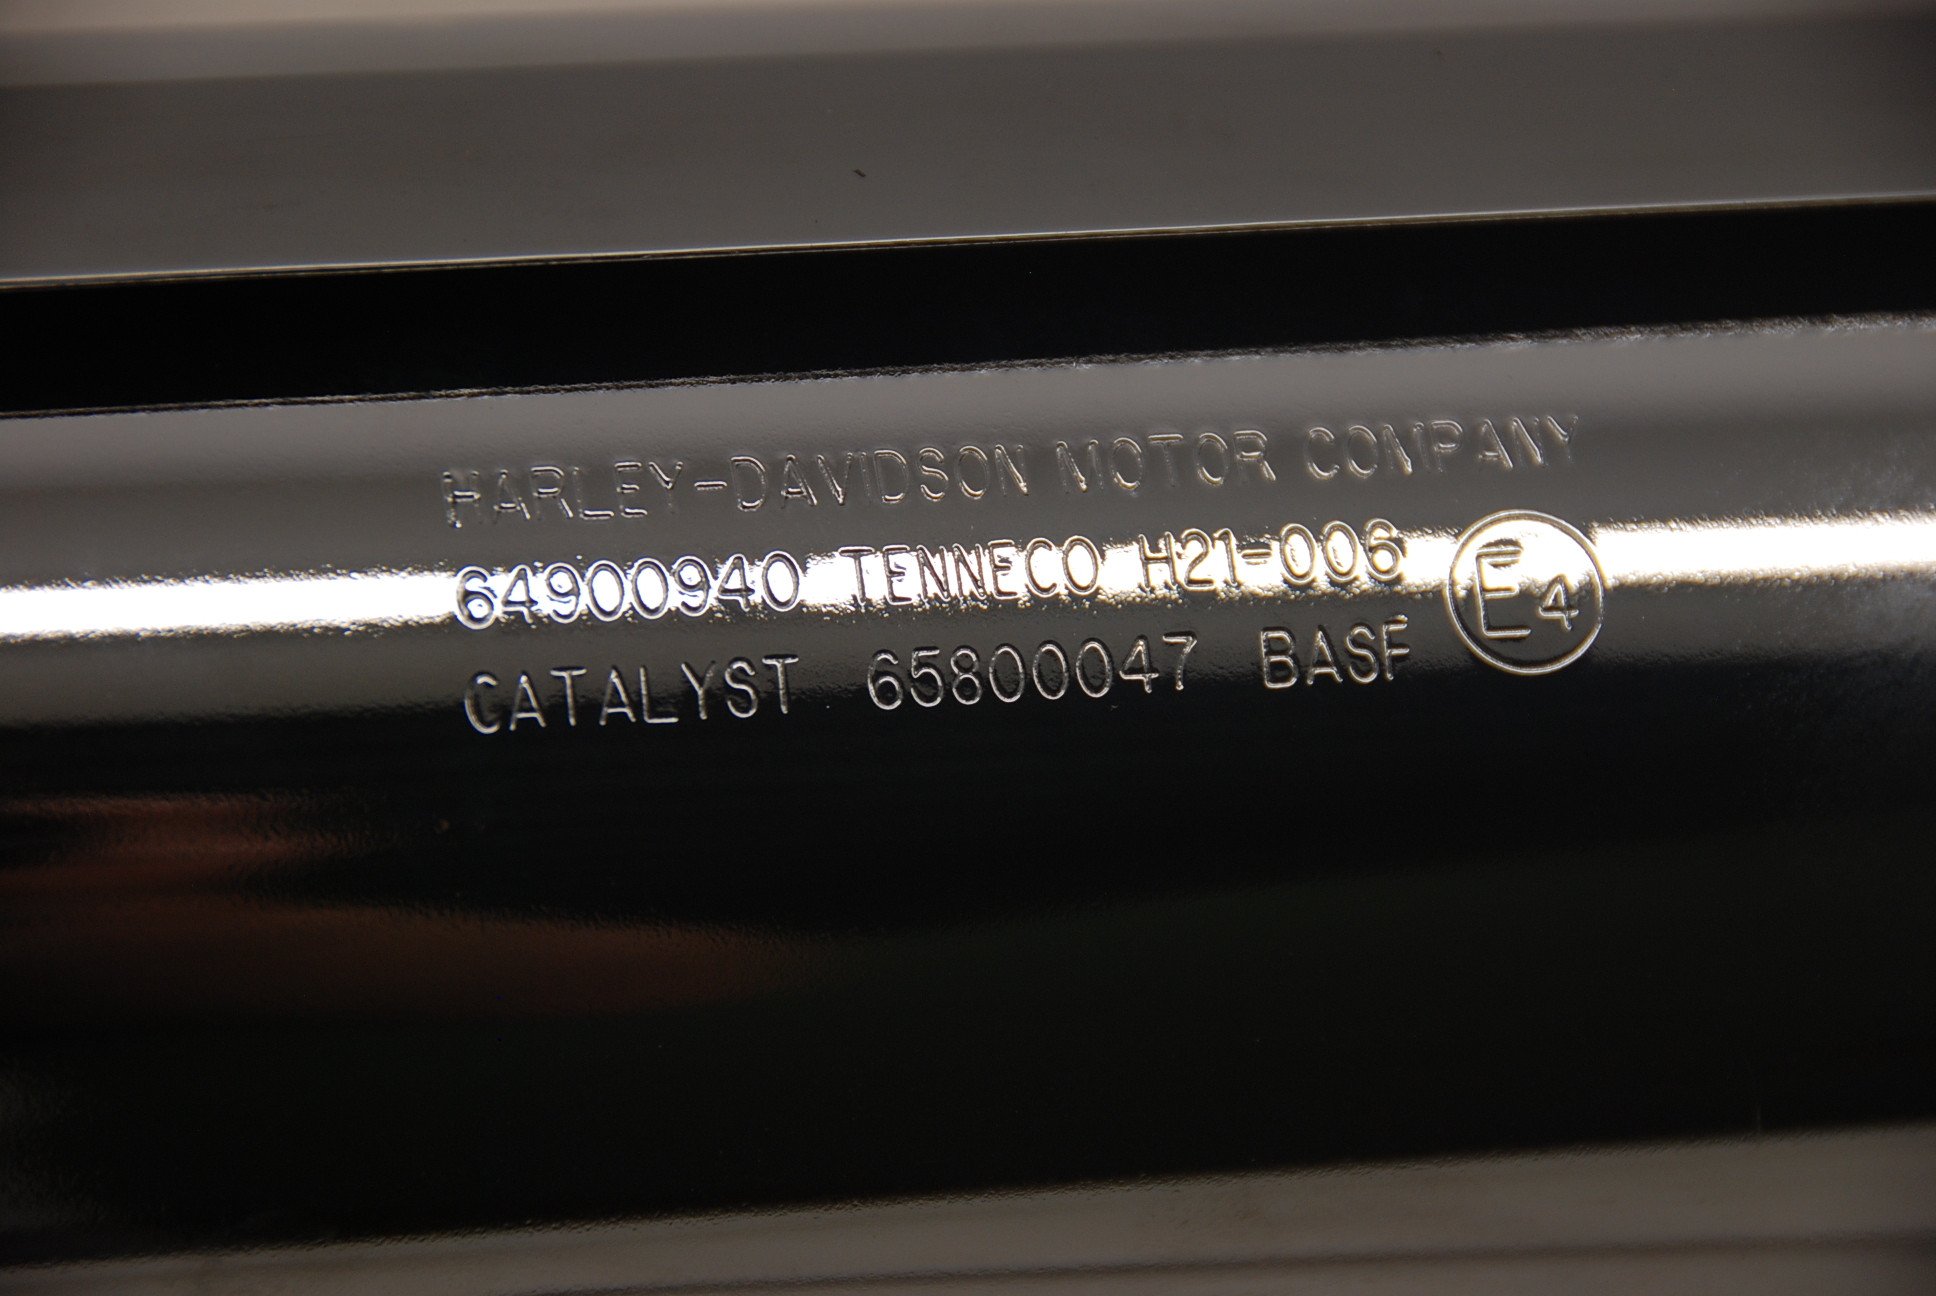 HARLEY-DAVIDSON MOTOR COMPANY
64900940 TENNECO H21-006
CATALYST 65800047 BASF
E4